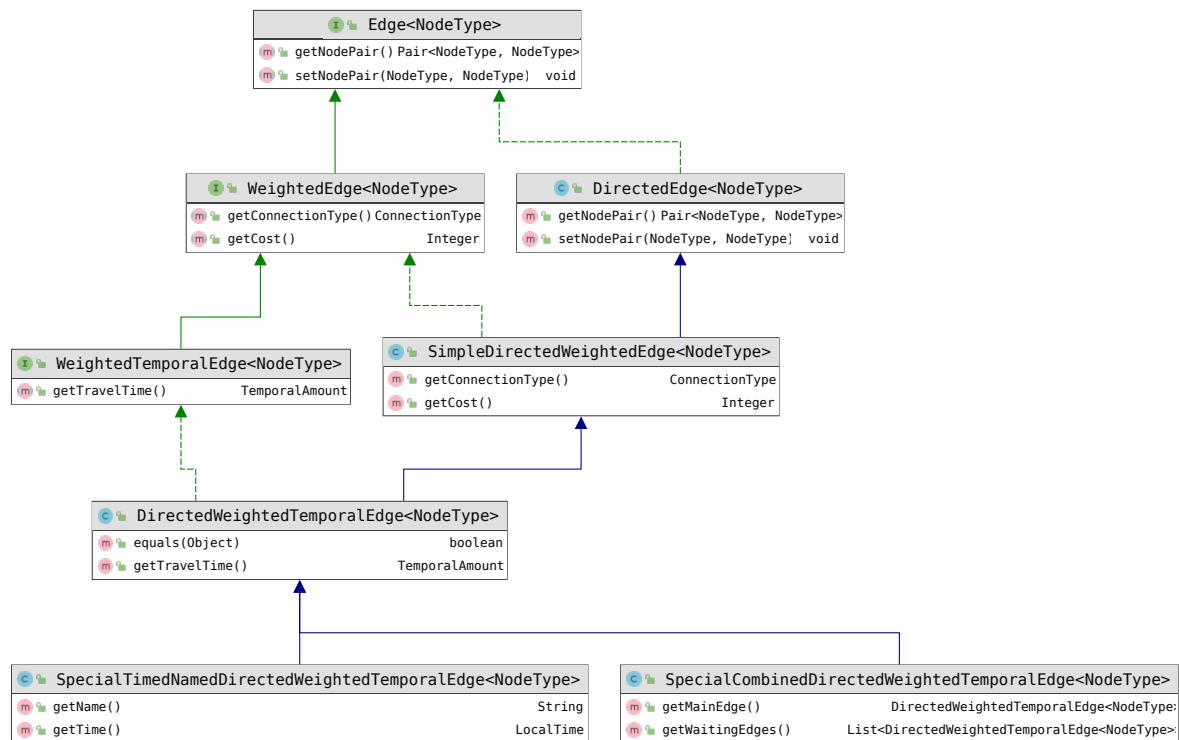 Edge<NodeType>
getNodePair() Pair<NodeType, NodeType>
setNodePair(NodeType, NodeType) void
WeightedEdge<NodeType>
getConnectionType() ConnectionType
getCost() Integer
DirectedEdge<NodeType>
getNodePair() Pair<NodeType, NodeType>
setNodePair(NodeType, NodeType) void
WeightedTemporalEdge<NodeType>
getTravelTime() TemporalAmount
SimpleDirectedWeightedEdge<NodeType>
getConnectionType() ConnectionType
getCost() Integer
DirectedWeightedTemporalEdge<NodeType>
equals(Object) boolean
getTravelTime() TemporalAmount
SpecialTimedNamedDirectedWeightedTemporalEdge<NodeType>
getName() String
getTime() LocalTime
SpecialCombinedDirectedWeightedTemporalEdge<NodeType>
getMainEdge() DirectedWeightedTemporalEdge<NodeType>
getWaitingEdges() List<DirectedWeightedTemporalEdge<NodeType>>